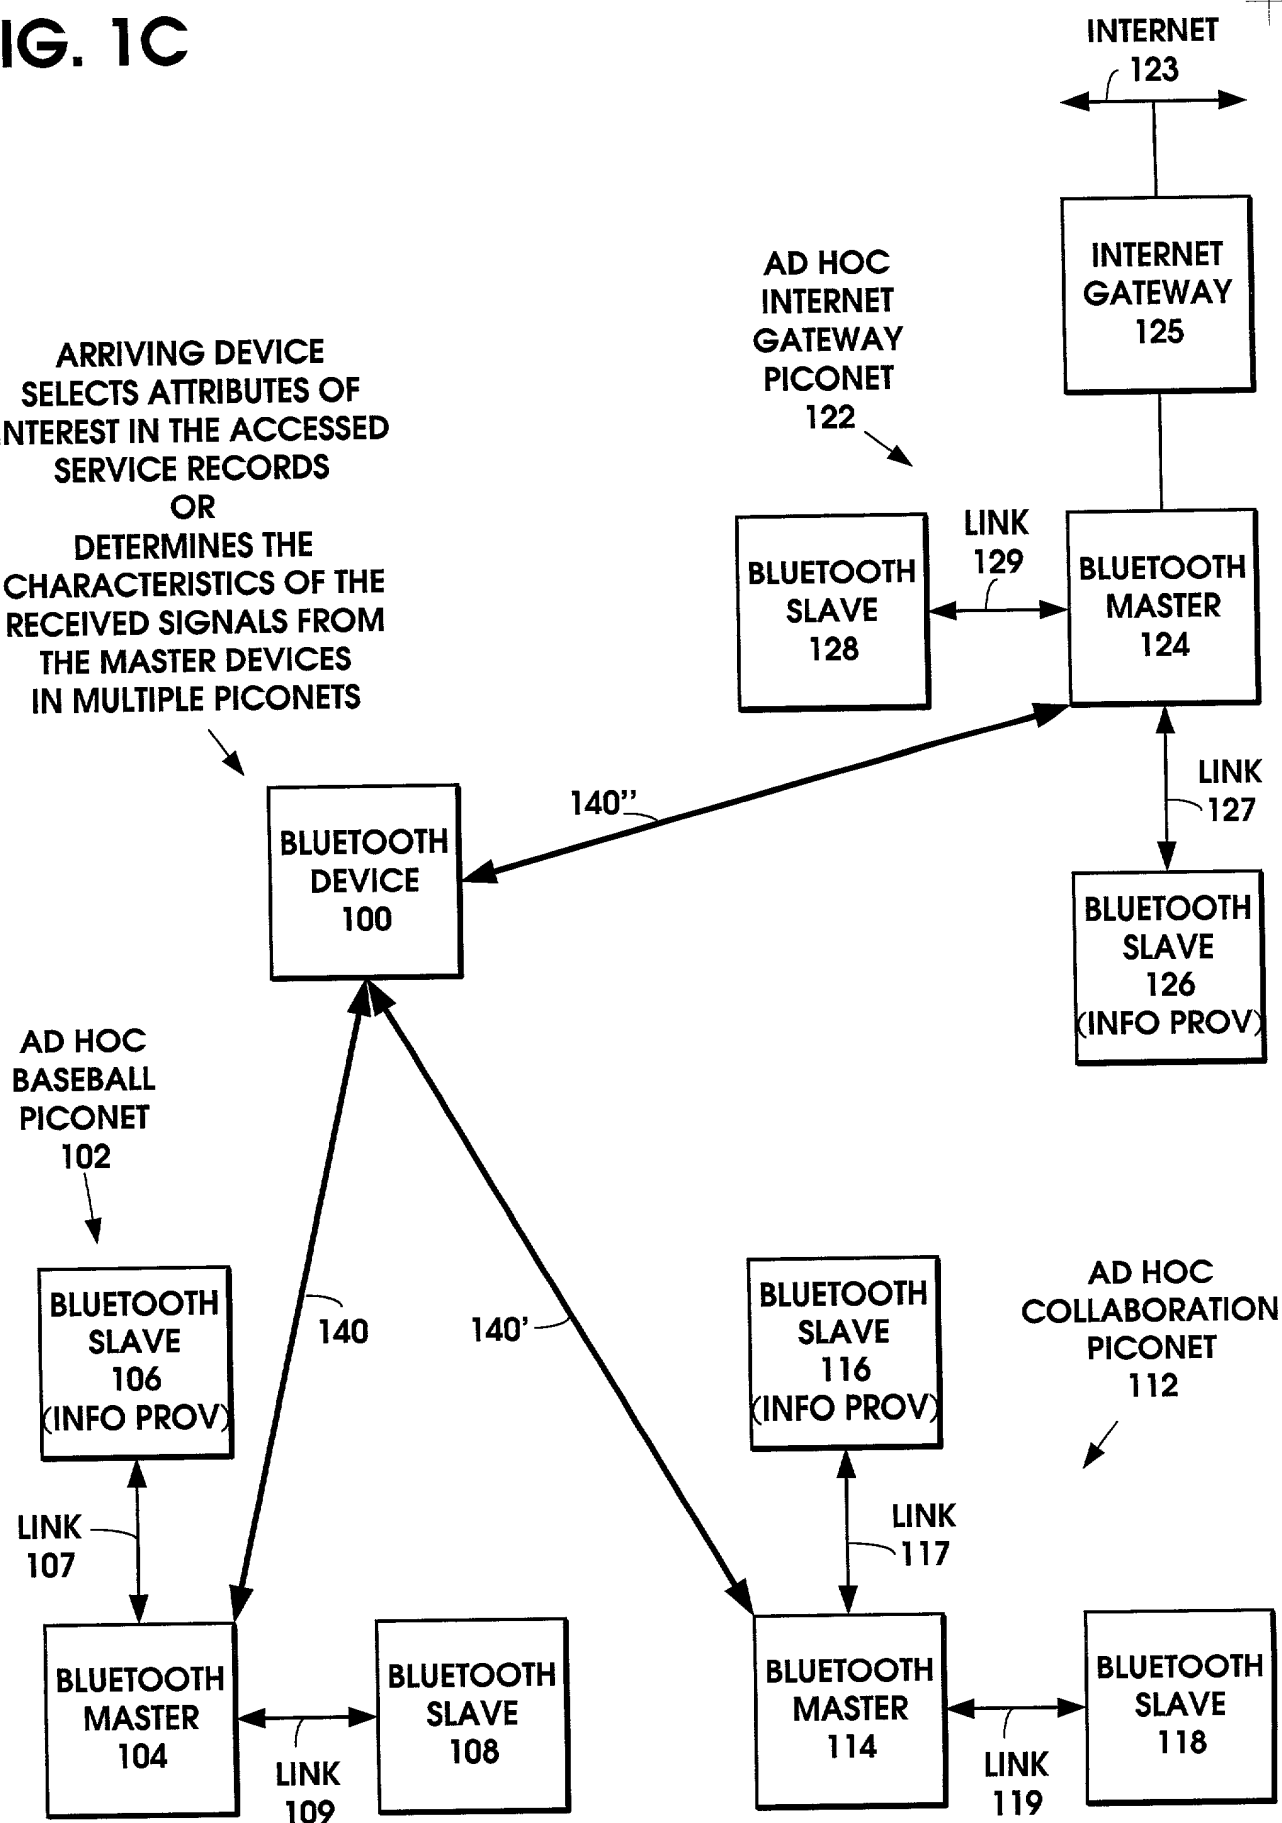 IG. 1C
INTERNET
123
INTERNET
GATEWAY
125
AD HOC
INTERNET
GATEWAY
PICONET
122
ARRIVING DEVICE
SELECTS ATTRIBUTES OF
INTEREST IN THE ACCESSED
SERVICE RECORDS
OR
DETERMINES THE
CHARACTERISTICS OF THE
RECEIVED SIGNALS FROM
THE MASTER DEVICES
IN MULTIPLE PICONETS
BLUETOOTH
SLAVE
128
LINK
129
BLUETOOTH
MASTER
124
LINK
127
140''
BLUETOOTH
DEVICE
100
BLUETOOTH
SLAVE
126
(INFO PROV)
AD HOC
BASEBALL
PICONET
102
BLUETOOTH
SLAVE
106
(INFO PROV)
140
140'
BLUETOOTH
SLAVE
116
(INFO PROV)
AD HOC
COLLABORATION
PICONET
112
LINK
107
LINK
117
BLUETOOTH
MASTER
104
LINK
109
BLUETOOTH
SLAVE
108
BLUETOOTH
MASTER
114
LINK
119
BLUETOOTH
SLAVE
118